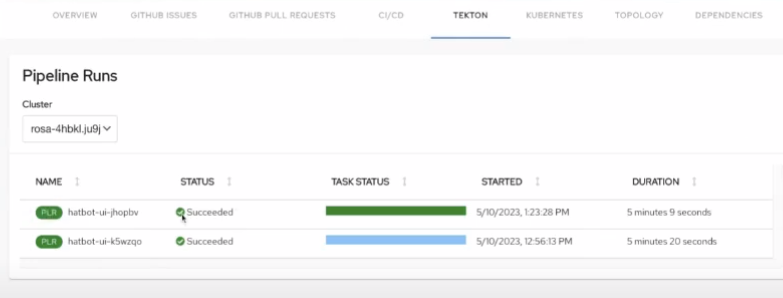 OVERVIEW GITHUB ISSUES GITHUB PULL REQUESTS CI/CD TEKTON KUBERNETES TOPOLOGY DEPENDENCIES
Pipeline Runs
Cluster
rosa-4hbkl.ju9j
NAME STATUS TASK STATUS STARTED DURATION
PLR hatbot-ui-jhopbv Succeeded 5/10/2023, 1:23:28 PM 5 minutes 9 seconds
PLR hatbot-ui-k5wzqo Succeeded 5/10/2023, 12:56:13 PM 5 minutes 20 seconds